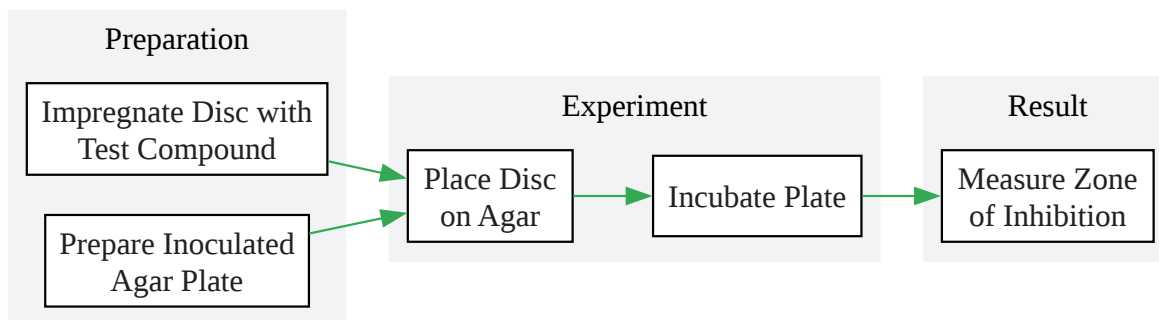 Preparation
Impregnate Disc with
Test Compound
Prepare Inoculated
Agar Plate
Experiment
Place Disc
on Agar
Incubate Plate
Result
Measure Zone
of Inhibition